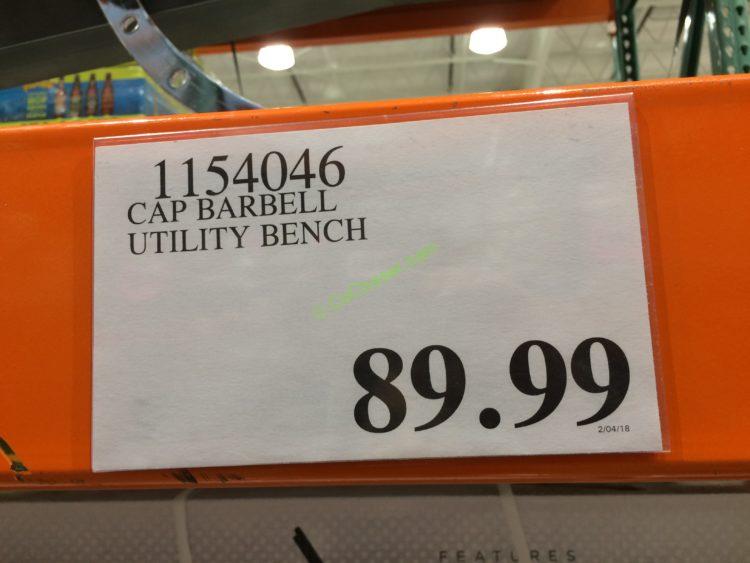 1154046
CAP BARBELL
UTILITY BENCH
89.99
2/04/18
FEATURES